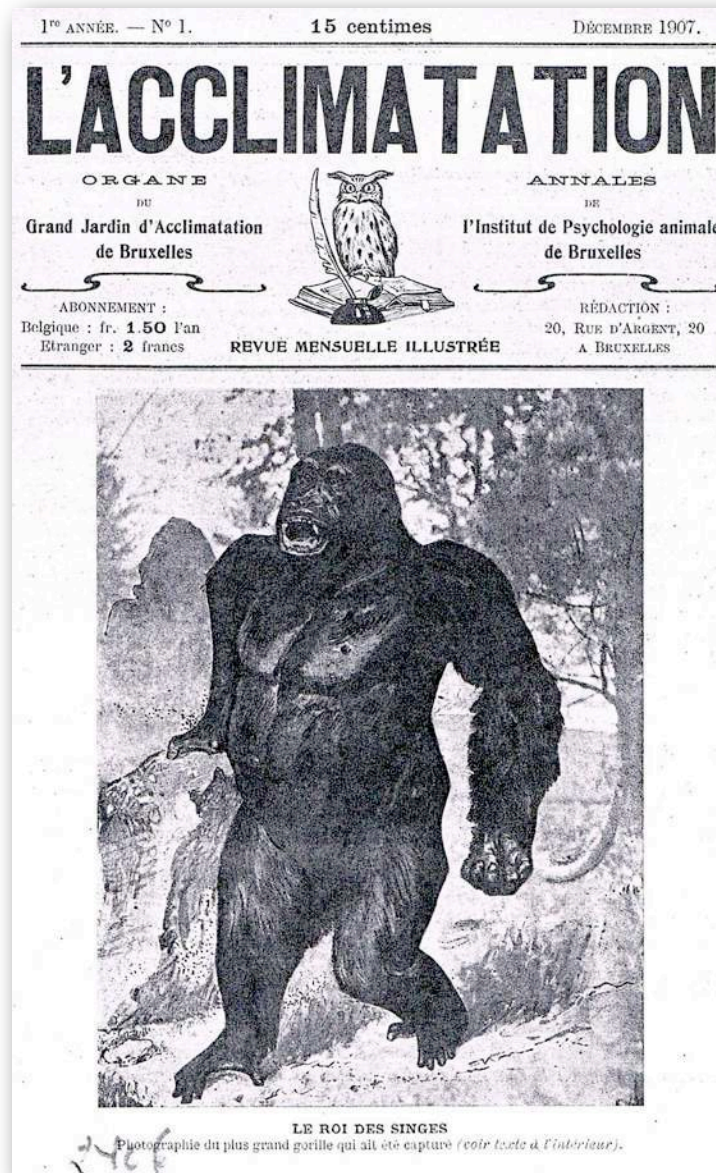 1re ANNÉE. — No 1. 15 centimes DÉCEMBRE 1907.
L'ACCLIMATATION
ORGANE
DU
Grand Jardin d'Acclimatation
de Bruxelles
ANNALES
DE
l'Institut de Psychologie animale
de Bruxelles
ABONNEMENT :
Belgique : fr. 1.50 l'an
Etranger : 2 francs
REVUE MENSUELLE ILLUSTRÉE
RÉDACTION :
20, RUE D'ARGENT, 20
A BRUXELLES
LE ROI DES SINGES
Photographie du plus grand gorille qui ait été capturé (voir texte à l'intérieur).